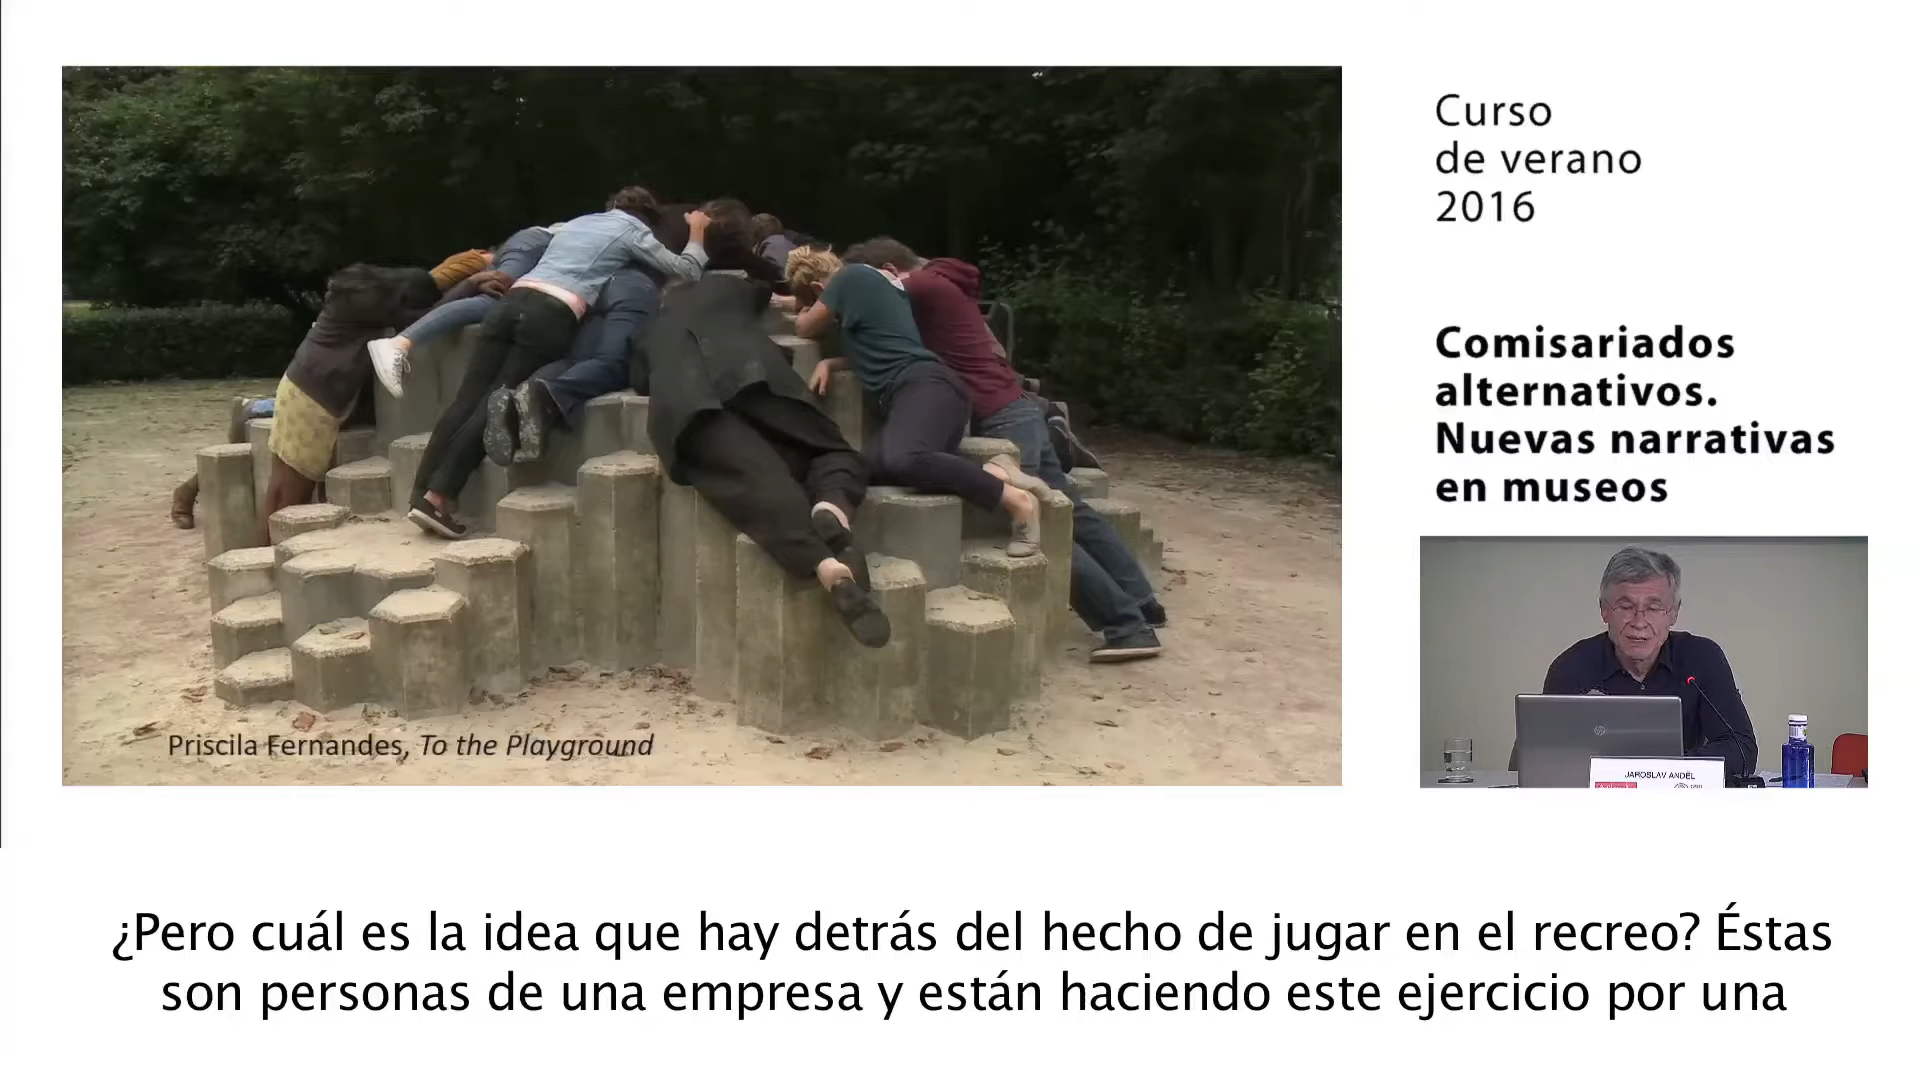 Curso
de verano
2016
Comisariados
alternativos.
Nuevas narrativas
en museos
Priscila Fernandes, To the Playground
hp
JAROSLAV ANDĚL
¿Pero cuál es la idea que hay detrás del hecho de jugar en el recreo? Éstas
son personas de una empresa y están haciendo este ejercicio por una